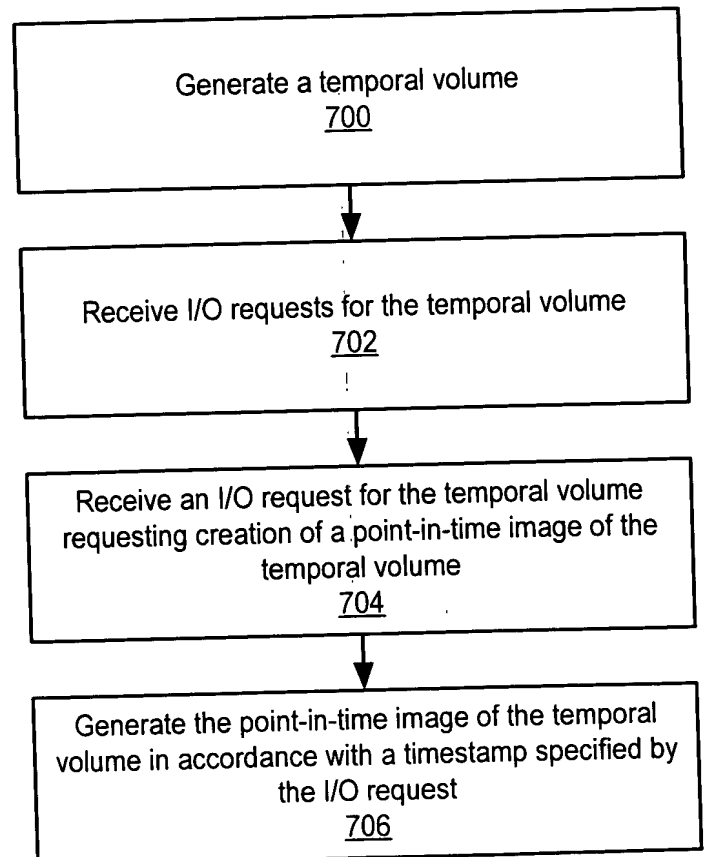 Generate a temporal volume
700
Receive I/O requests for the temporal volume
702
Receive an I/O request for the temporal volume
requesting creation of a point-in-time image of the
temporal volume
704
Generate the point-in-time image of the temporal
volume in accordance with a timestamp specified by
the I/O request
706